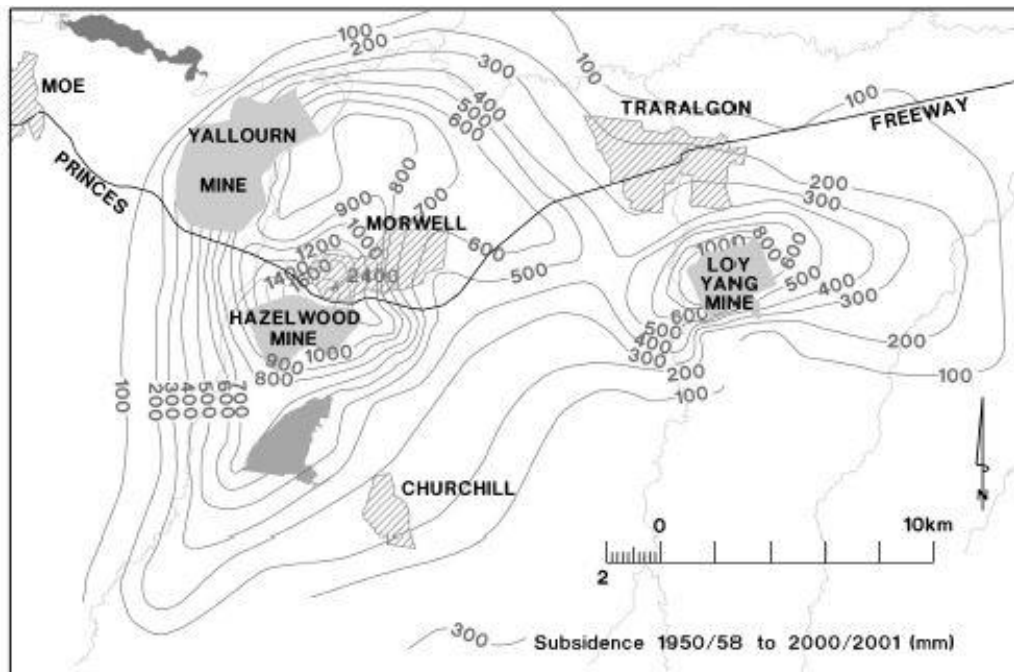 100
200
300
100
400
500
600
MOE
TRARALGON
100
FREEWAY
YALLOURN
MINE
PRINCES
800
900
700
MORWELL
200
300
1000
1200
600
1400
1600
2400
500
1000
800
600
LOY
YANG
MINE
500
400
300
600
500
400
300
200
100
200
100
HAZELWOOD
MINE
1000
900
800
100
200
300
400
500
600
700
CHURCHILL
N
0
10km
2
300
Subsidence 1950/58 to 2000/2001 (mm)